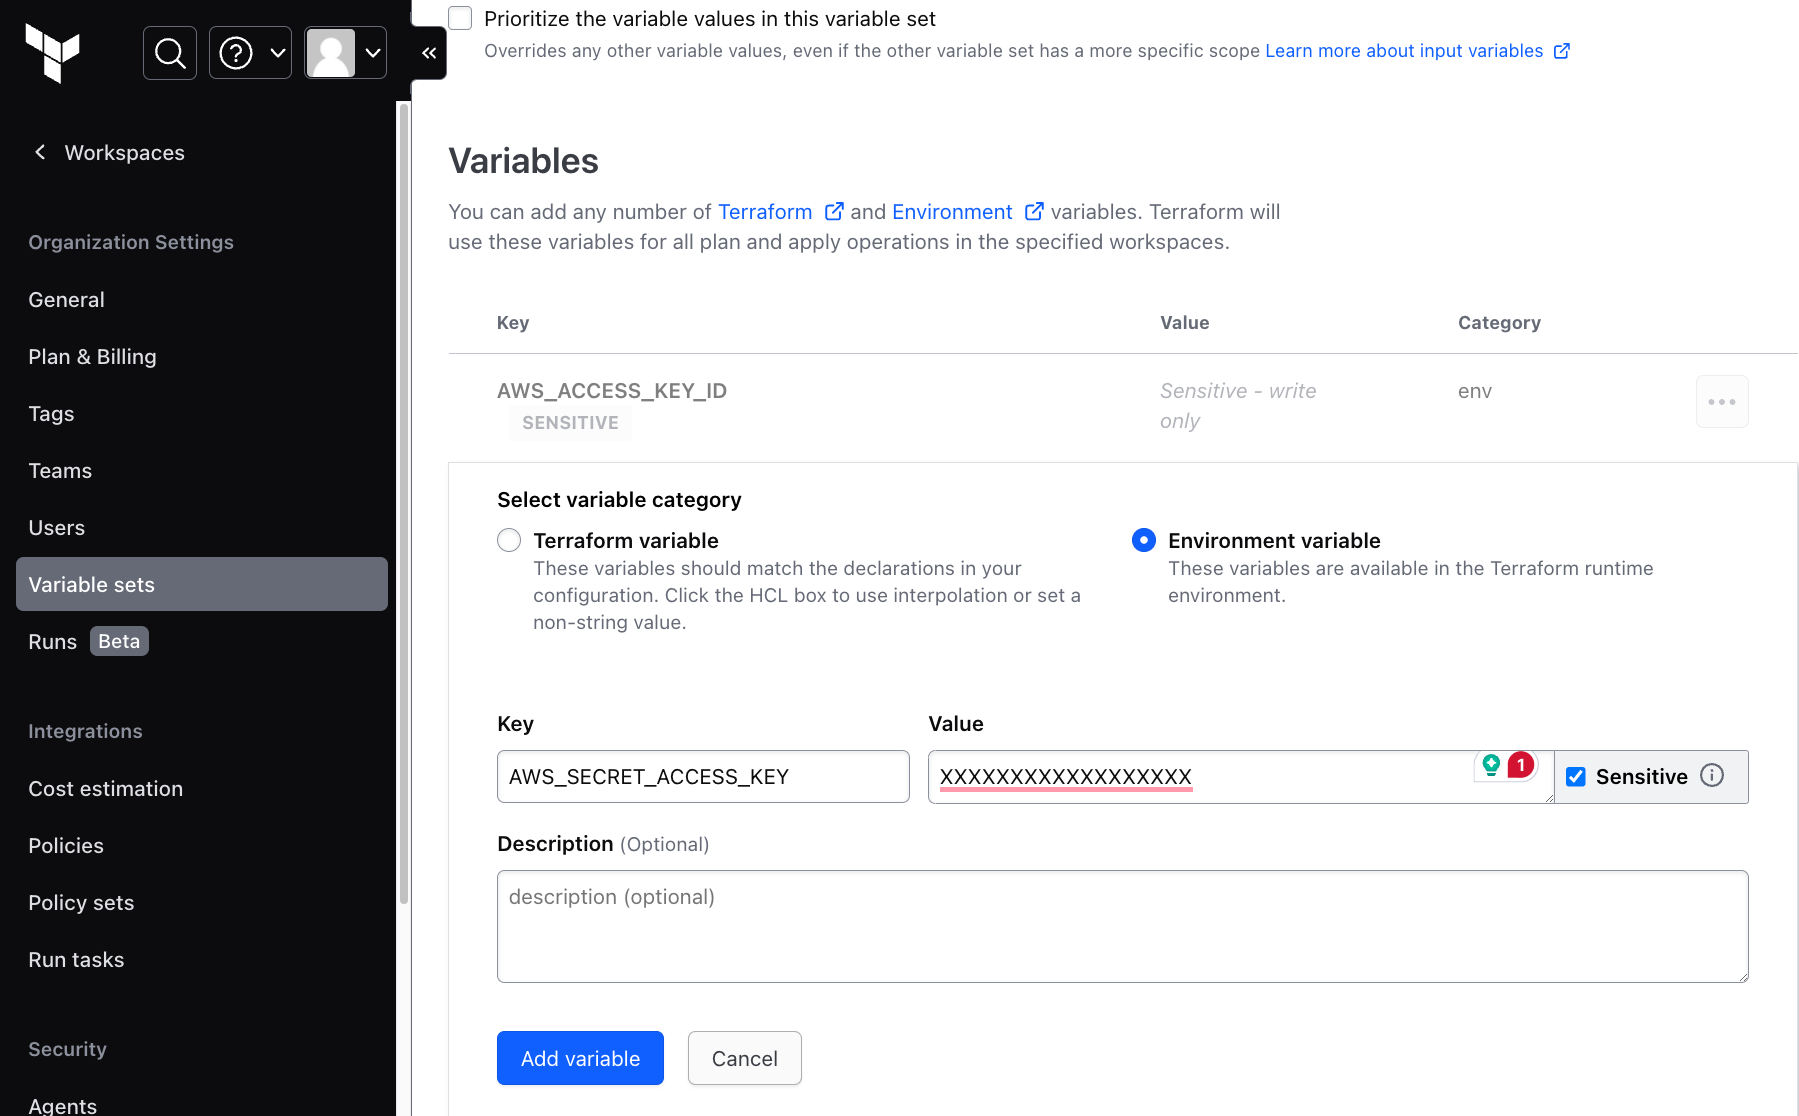 Workspaces
Organization Settings
General
Plan & Billing
Tags
Teams
Users
Variable sets
Runs Beta
Integrations
Cost estimation
Policies
Policy sets
Run tasks
Security
Agents
Prioritize the variable values in this variable set
Overrides any other variable values, even if the other variable set has a more specific scope Learn more about input variables
Variables
You can add any number of Terraform and Environment variables. Terraform will
use these variables for all plan and apply operations in the specified workspaces.
Key Value Category
AWS_ACCESS_KEY_ID Sensitive - write env
SENSITIVE only
Select variable category
Terraform variable
These variables should match the declarations in your
configuration. Click the HCL box to use interpolation or set a
non-string value.
Environment variable
These variables are available in the Terraform runtime
environment.
Key Value
AWS_SECRET_ACCESS_KEY XXXXXXXXXXXXXXXXXX 1 Sensitive
Description (Optional)
description (optional)
Add variable Cancel